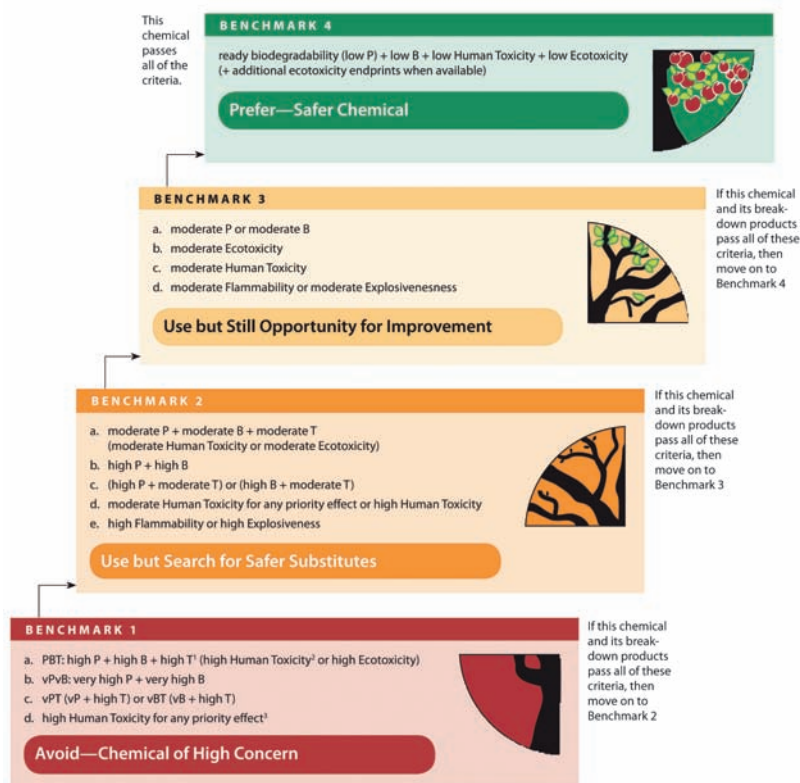 This
chemical
passes
all of the
criteria.
BENCHMARK 4
ready biodegradability (low P) + low B + low Human Toxicity + low Ecotoxicity
(+ additional ecotoxicity endprints when available)
Prefer—Safer Chemical
BENCHMARK 3
a. moderate P or moderate B
b. moderate Ecotoxicity
c. moderate Human Toxicity
d. moderate Flammability or moderate Explosivenesness
Use but Still Opportunity for Improvement
If this chemical
and its break-
down products
pass all of these
criteria, then
move on to
Benchmark 4
BENCHMARK 2
a. moderate P + moderate B + moderate T
(moderate Human Toxicity or moderate Ecotoxicity)
b. high P + high B
c. (high P + moderate T) or (high B + moderate T)
d. moderate Human Toxicity for any priority effect or high Human Toxicity
e. high Flammability or high Explosiveness
Use but Search for Safer Substitutes
If this chemical
and its break-
down products
pass all of these
criteria, then
move on to
Benchmark 3
BENCHMARK 1
a. PBT: high P + high B + high T¹ (high Human Toxicity² or high Ecotoxicity)
b. vPvB: very high P + very high B
c. vPT (vP + high T) or vBT (vB + high T)
d. high Human Toxicity for any priority effect³
Avoid—Chemical of High Concern
If this chemical
and its break-
down products
pass all of these
criteria, then
move on to
Benchmark 2